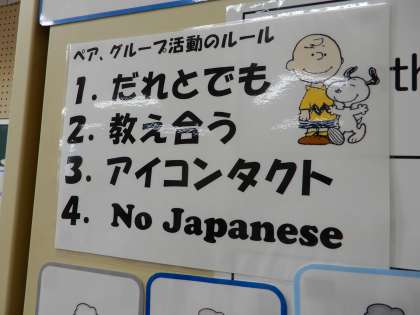 ペア、グループ活動のルール
1. だれとでも
2. 教え合う
3. アイコンタクト
4. No Japanese
th